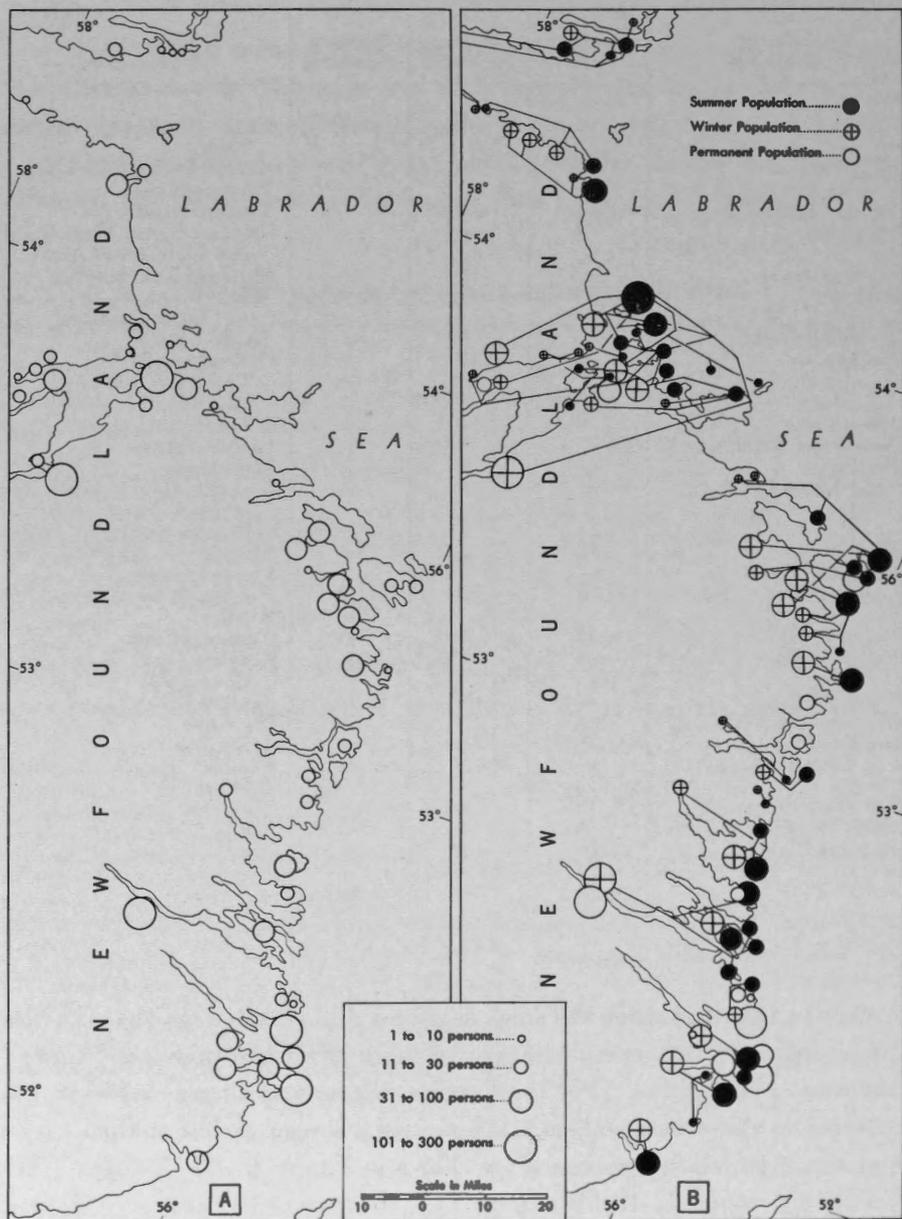 58°
58°
54°
LABRADOR
SEA
NEWFOUNDLAND
56°
53°
53°
52°
56°
A
58°
Summer Population
Winter Population
Permanent Population
58°
54°
LABRADOR
54°
SEA
NEWFOUNDLAND
56°
53°
53°
56°
52°
B
1 to 10 persons
11 to 30 persons
31 to 100 persons
101 to 300 persons
Scale in Miles
10 0 10 20